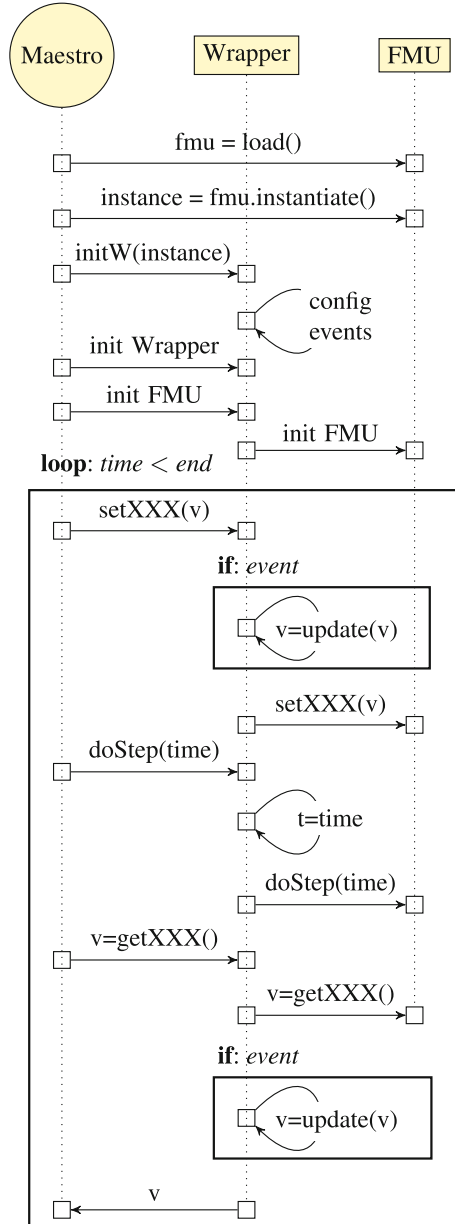 Maestro
Wrapper
FMU
fmu = load()
instance = fmu.instantiate()
initW(instance)
config
events
init Wrapper
init FMU
init FMU
loop: time < end
setXXX(v)
if: event
v=update(v)
setXXX(v)
doStep(time)
t=time
doStep(time)
v=getXXX()
v=getXXX()
if: event
v=update(v)
v